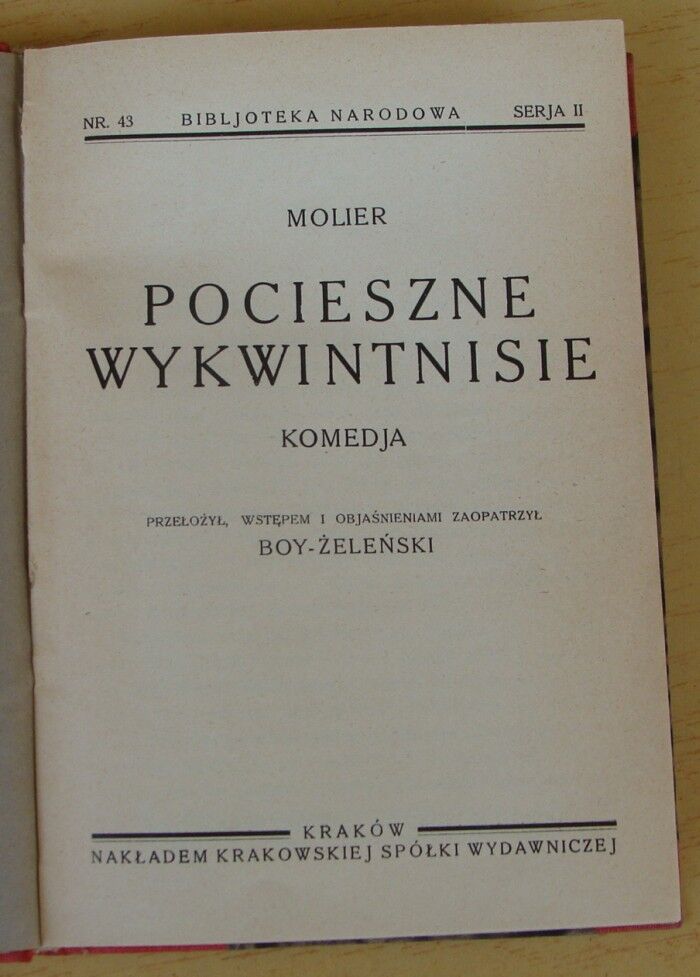 NR. 43 BIBLJOTEKA NARODOWA SERJA II
MOLIER
POCIESZNE
WYKWINTNISIE
KOMEDJA
PRZEŁOŻYŁ, WSTĘPEM I OBJAŚNIENIAMI ZAOPATRZYŁ
BOY-ŻELEŃSKI
KRAKÓW
NAKŁADEM KRAKOWSKIEJ SPÓŁKI WYDAWNICZEJ